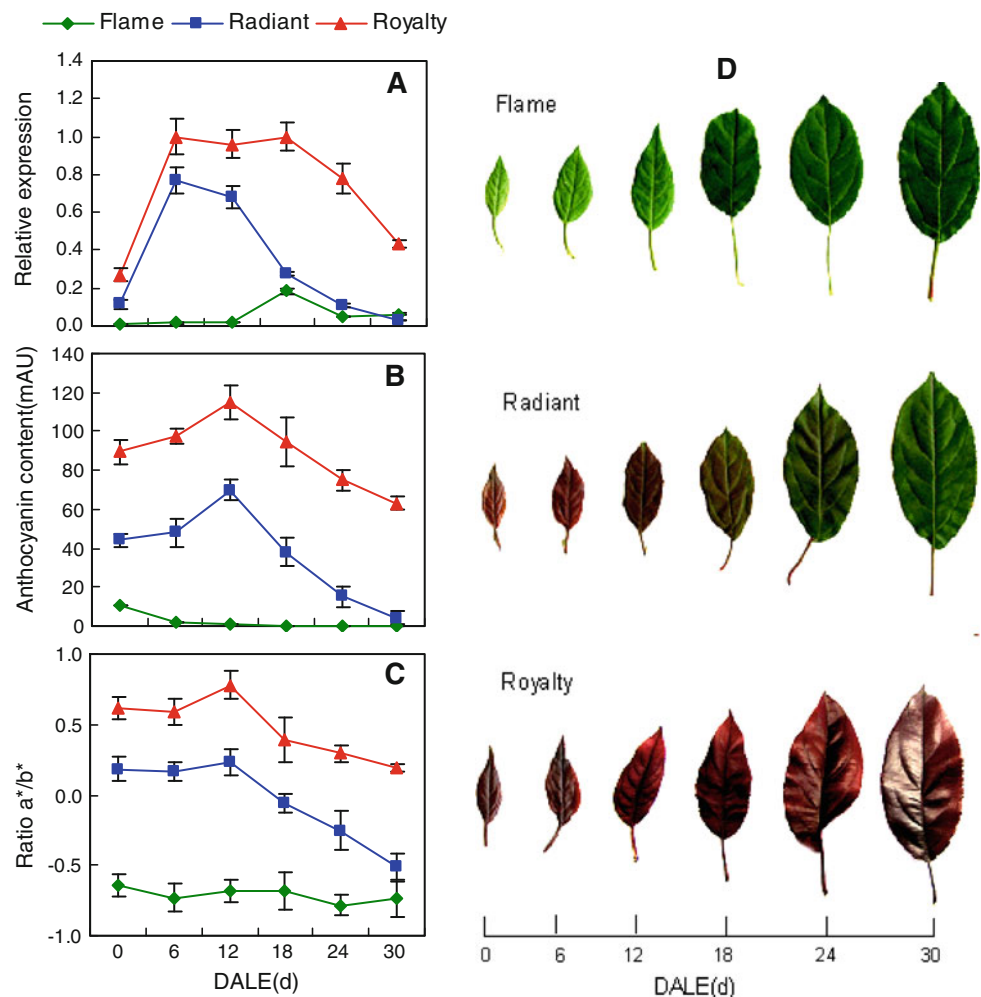 Flame Radiant Royalty
A
Relative expression
1.4
1.2
1.0
0.8
0.6
0.4
0.2
0.0
B
Anthocyanin content(mAU)
140
120
100
80
60
40
20
0
C
Ratio a*/b*
1.0
0.5
0.0
-0.5
-1.0
0 6 12 18 24 30
DALE(d)
D
Flame
Radiant
Royalty
0 6 12 18 24 30
DALE(d)